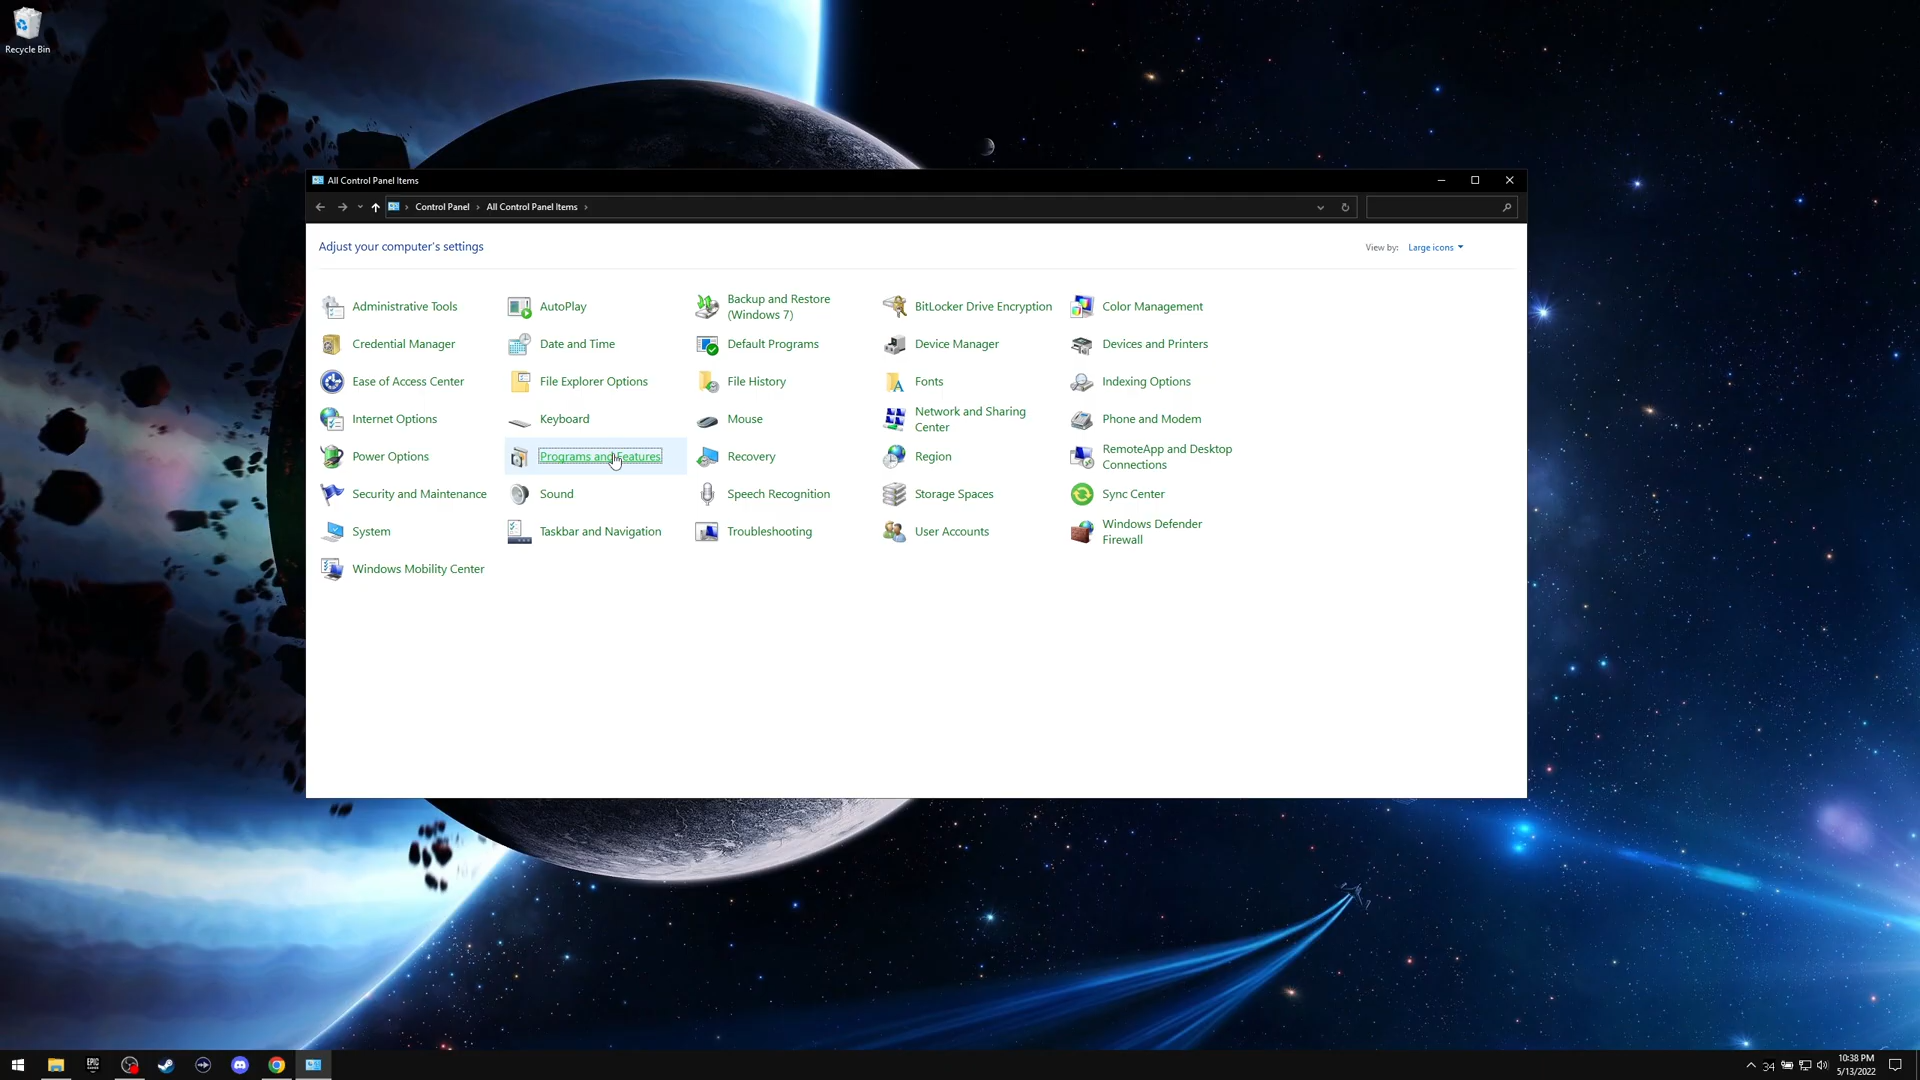 Recycle Bin
All Control Panel Items
Control Panel
All Control Panel Items
Adjust your computer's settings
View by: Large icons
Administrative Tools
AutoPlay
Backup and Restore
(Windows 7)
BitLocker Drive Encryption
Color Management
Credential Manager
Date and Time
Default Programs
Device Manager
Devices and Printers
Ease of Access Center
File Explorer Options
File History
Fonts
Indexing Options
Internet Options
Keyboard
Mouse
Network and Sharing
Center
Phone and Modem
Power Options
Programs and Features
Recovery
Region
RemoteApp and Desktop
Connections
Security and Maintenance
Sound
Speech Recognition
Storage Spaces
Sync Center
System
Taskbar and Navigation
Troubleshooting
User Accounts
Windows Defender
Firewall
Windows Mobility Center
EPIC
GAMES
34
10:38 PM
5/13/2022